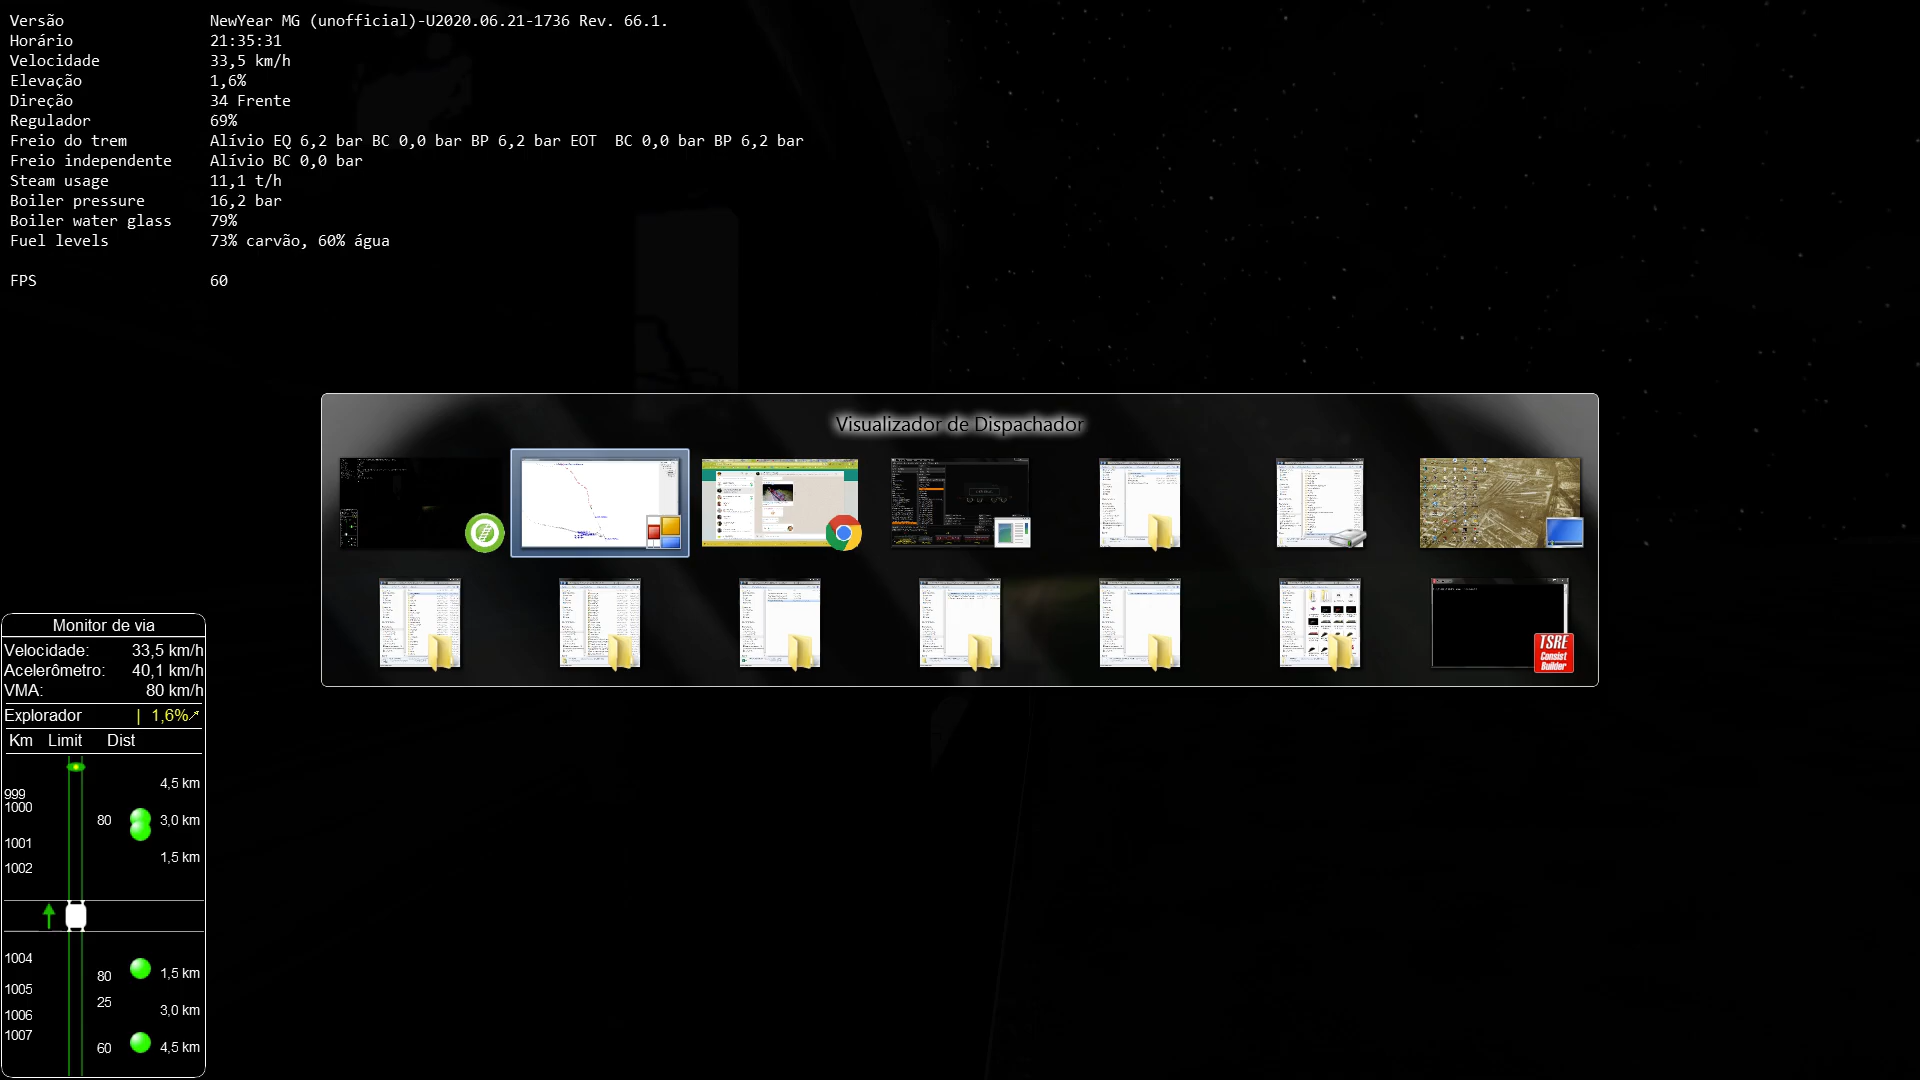 Versão NewYear MG (unofficial)-U2020.06.21-1736 Rev. 66.1.
Horário 21:35:31
Velocidade 33,5 km/h
Elevação 1,6%
Direção 34 Frente
Regulador 69%
Freio do trem Alívio EQ 6,2 bar BC 0,0 bar BP 6,2 bar EOT BC 0,0 bar BP 6,2 bar
Freio independente Alívio BC 0,0 bar
Steam usage 11,1 t/h
Boiler pressure 16,2 bar
Boiler water glass 79%
Fuel levels 73% carvão, 60% água
FPS 60
Visualizador de Dispachador
TSRE
Consist
Builder
Monitor de via
Velocidade: 33,5 km/h
Acelerômetro: 40,1 km/h
VMA: 80 km/h
Explorador | 1,6%
Km Limit Dist
4,5 km
999
1000
80 3,0 km
1001
1,5 km
1002
1004
80 1,5 km
1005
25
3,0 km
1006
1007
60 4,5 km